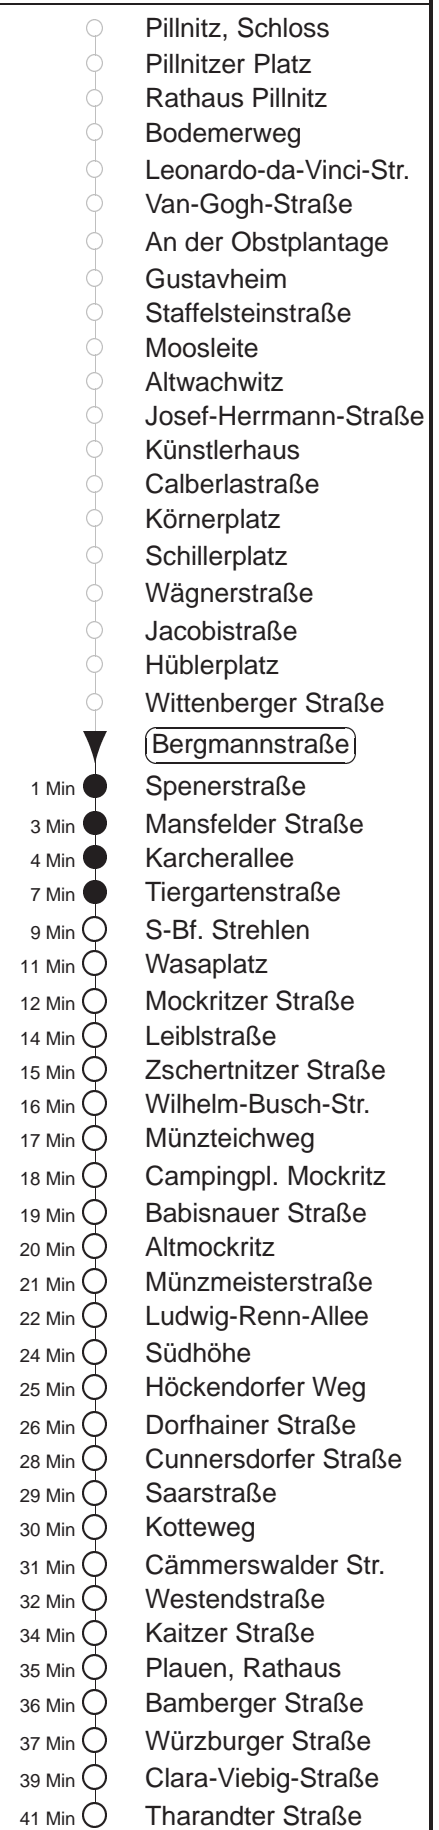 Pillnitz, Schloss
Pillnitzer Platz
Rathaus Pillnitz
Bodemerweg
Leonardo-da-Vinci-Str.
Van-Gogh-Straße
An der Obstplantage
Gustavheim
Staffelsteinstraße
Moosleite
Altwachwitz
Josef-Herrmann-Straße
Künstlerhaus
Calberlastraße
Körnerplatz
Schillerplatz
Wägnerstraße
Jacobistraße
Hüblerplatz
Wittenberger Straße
Bergmannstraße
1 Min Spenerstraße
3 Min Mansfelder Straße
4 Min Karcherallee
7 Min Tiergartenstraße
9 Min S-Bf. Strehlen
11 Min Wasaplatz
12 Min Mockritzer Straße
14 Min Leiblstraße
15 Min Zschertnitzer Straße
16 Min Wilhelm-Busch-Str.
17 Min Münzteichweg
18 Min Campingpl. Mockritz
19 Min Babisnauer Straße
20 Min Altmockritz
21 Min Münzmeisterstraße
22 Min Ludwig-Renn-Allee
24 Min Südhöhe
25 Min Höckendorfer Weg
26 Min Dorfhainer Straße
28 Min Cunnersdorfer Straße
29 Min Saarstraße
30 Min Kotteweg
31 Min Cämmerswalder Str.
32 Min Westendstraße
34 Min Kaitzer Straße
35 Min Plauen, Rathaus
36 Min Bamberger Straße
37 Min Würzburger Straße
39 Min Clara-Viebig-Straße
41 Min Tharandter Straße